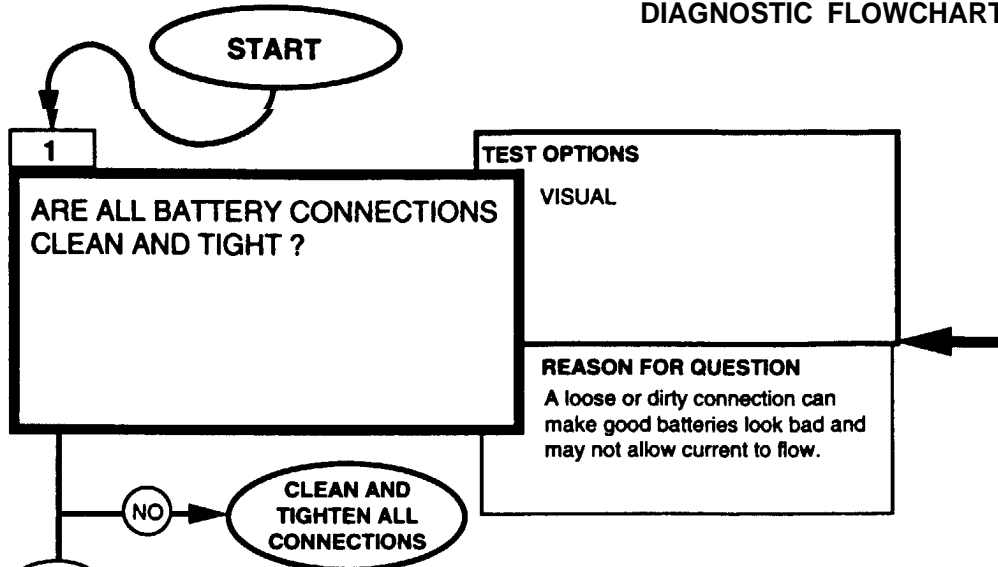 DIAGNOSTIC FLOWCHART
START
1
TEST OPTIONS
VISUAL
ARE ALL BATTERY CONNECTIONS
CLEAN AND TIGHT ?
REASON FOR QUESTION
A loose or dirty connection can
make good batteries look bad and
may not allow current to flow.
NO
CLEAN AND
TIGHTEN ALL
CONNECTIONS